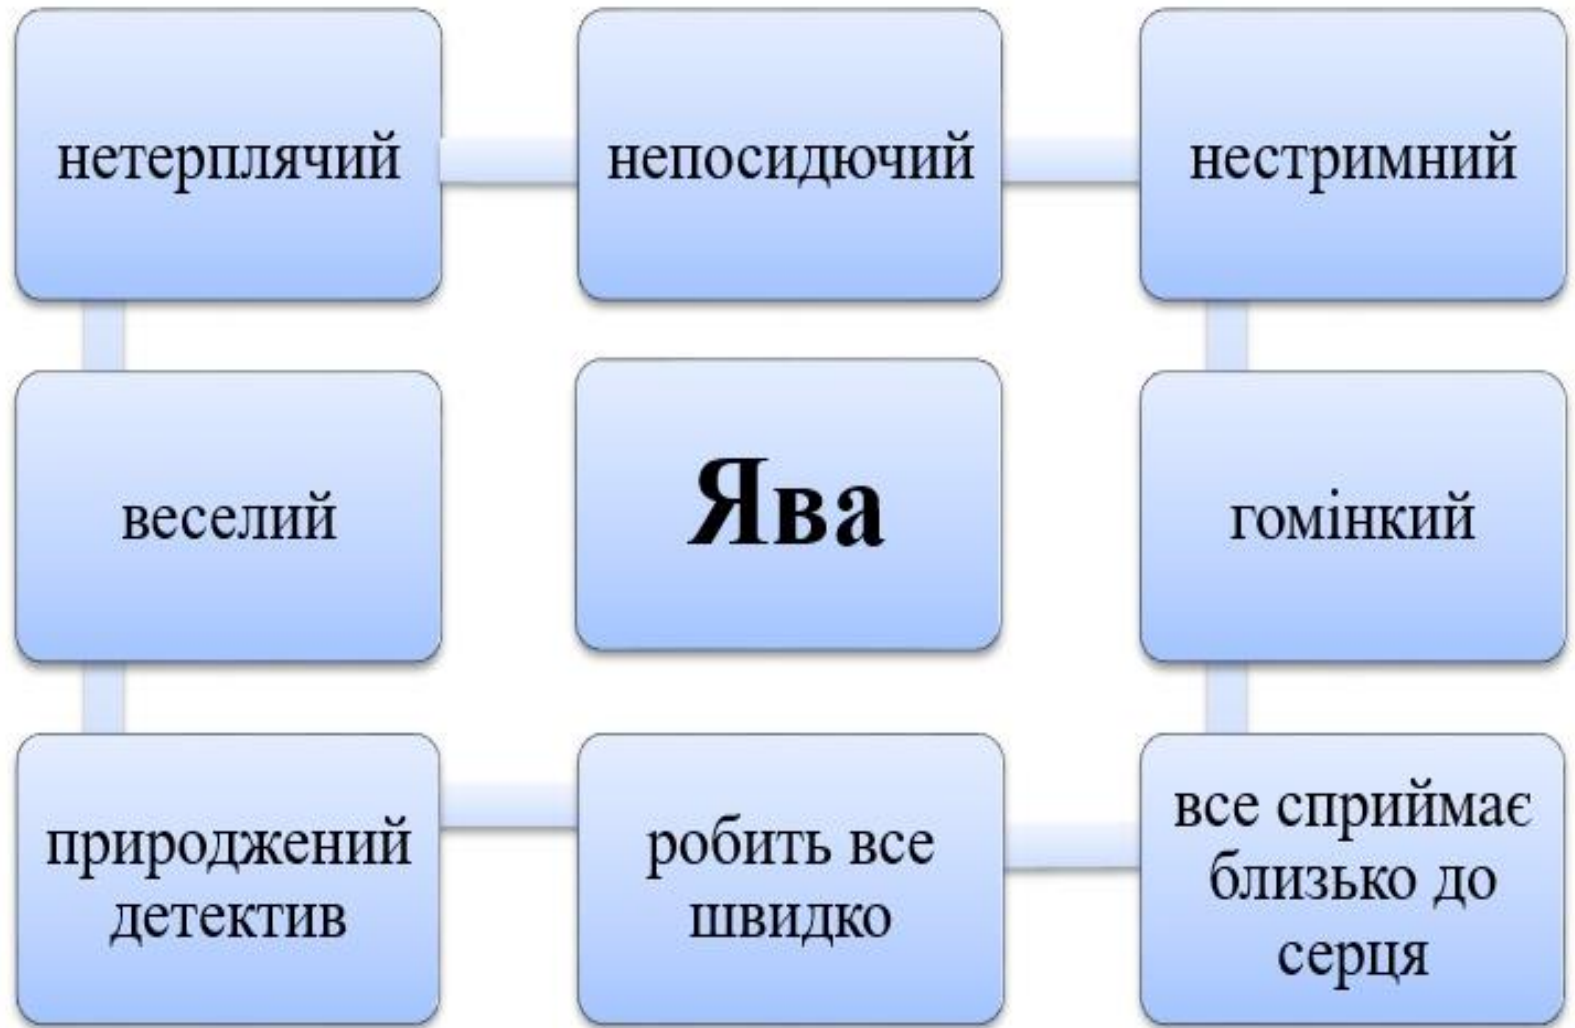 нетерплячий
непосидючий
нестримний
веселий
Ява
гомінкий
природжений
детектив
робить все
швидко
все сприймає
близько до
серця